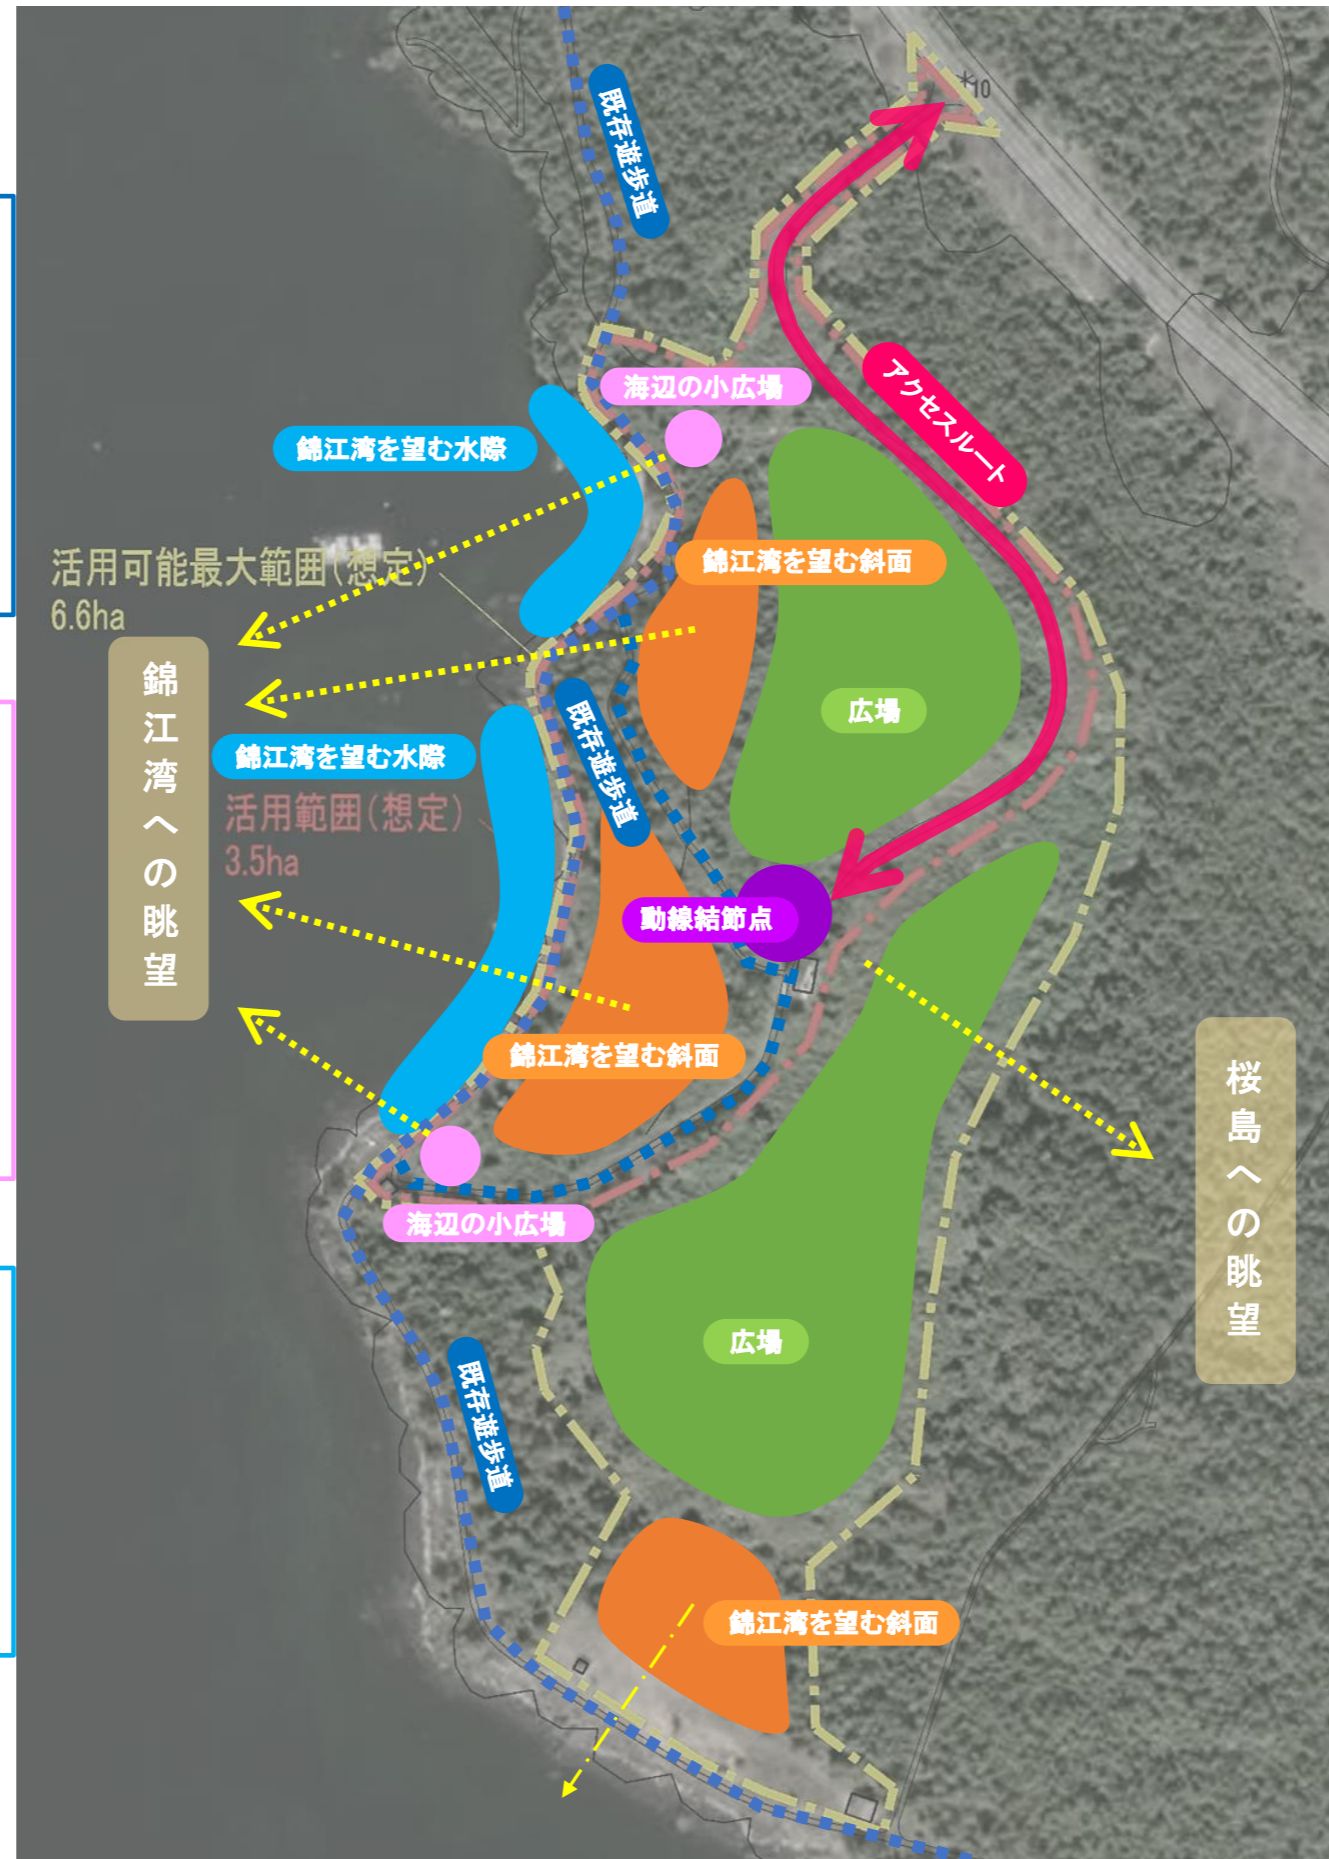 *10
既存遊歩道
海辺の小広場
アクセスルート
錦江湾を望む水際
錦江湾を望む斜面
活用可能最大範囲(想定)
6.6ha
錦江湾への眺望
広場
既存遊歩道
錦江湾を望む水際
活用範囲(想定)
3.5ha
動線結節点
錦江湾を望む斜面
桜島への眺望
海辺の小広場
広場
既存遊歩道
錦江湾を望む斜面